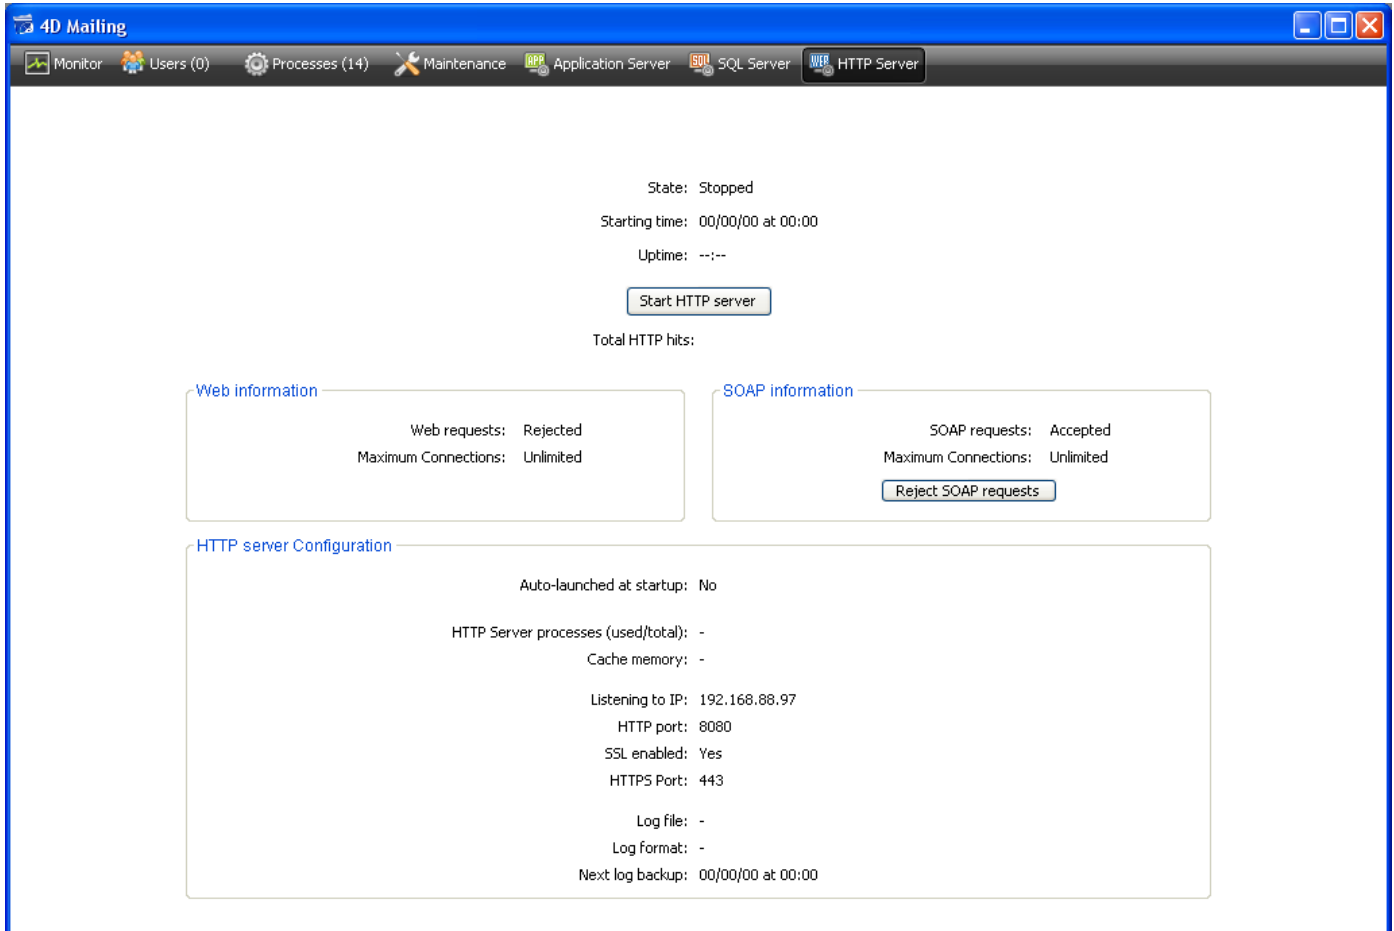 4D Mailing
Monitor Users (0) Processes (14) Maintenance Application Server SQL Server HTTP Server
State: Stopped
Starting time: 00/00/00 at 00:00
Uptime: --:--
Start HTTP server
Total HTTP hits:
Web information
Web requests: Rejected
Maximum Connections: Unlimited
SOAP information
SOAP requests: Accepted
Maximum Connections: Unlimited
Reject SOAP requests
HTTP server Configuration
Auto-launched at startup: No
HTTP Server processes (used/total): -
Cache memory: -
Listening to IP: 192.168.88.97
HTTP port: 8080
SSL enabled: Yes
HTTPS Port: 443
Log file: -
Log format: -
Next log backup: 00/00/00 at 00:00